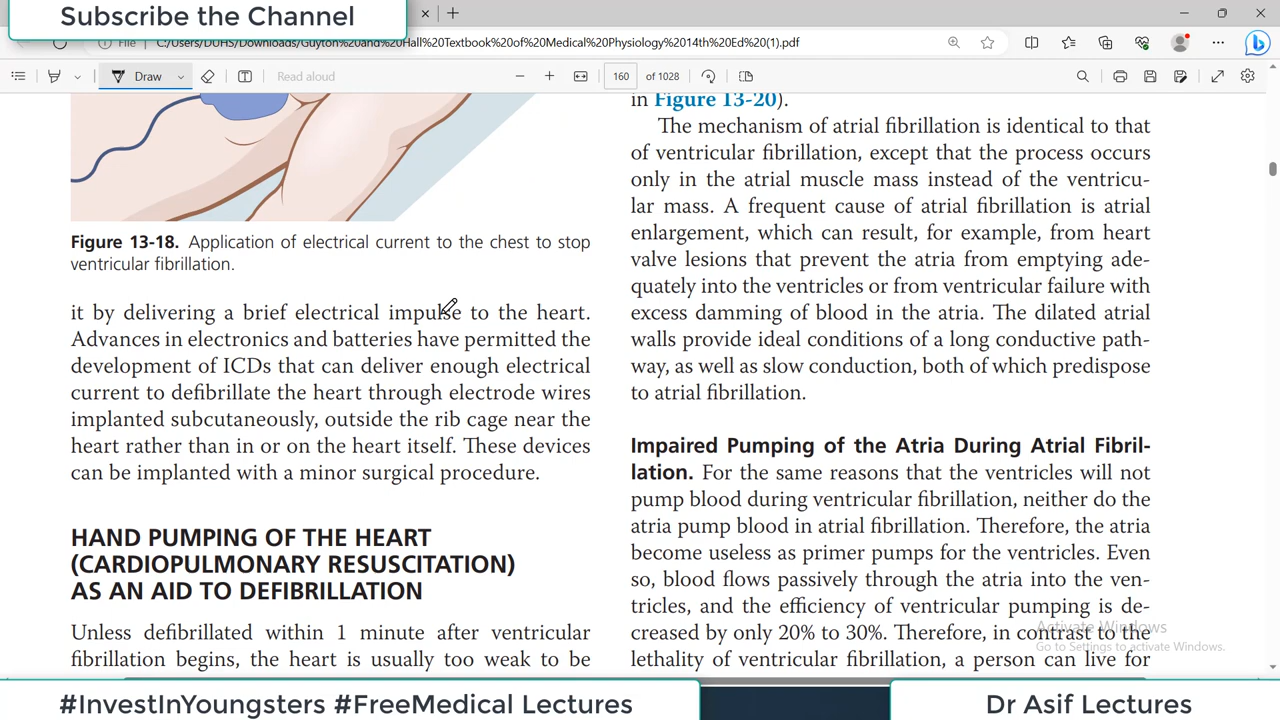 Subscribe the Channel
File
C:/Users/DUHS/Downloads/Guyton%20and%20Hall%20Textbook%20of%20Medical%20Physiology%2014th%20Ed%20(1).pdf
Draw
Read aloud
160 of 1028
Figure 13-18. Application of electrical current to the chest to stop
ventricular fibrillation.
it by delivering a brief electrical impulse to the heart.
Advances in electronics and batteries have permitted the
development of ICDs that can deliver enough electrical
current to defibrillate the heart through electrode wires
implanted subcutaneously, outside the rib cage near the
heart rather than in or on the heart itself. These devices
can be implanted with a minor surgical procedure.
HAND PUMPING OF THE HEART
(CARDIOPULMONARY RESUSCITATION)
AS AN AID TO DEFIBRILLATION
Unless defibrillated within 1 minute after ventricular
fibrillation begins, the heart is usually too weak to be
in Figure 13-20).
The mechanism of atrial fibrillation is identical to that
of ventricular fibrillation, except that the process occurs
only in the atrial muscle mass instead of the ventricu-
lar mass. A frequent cause of atrial fibrillation is atrial
enlargement, which can result, for example, from heart
valve lesions that prevent the atria from emptying ade-
quately into the ventricles or from ventricular failure with
excess damming of blood in the atria. The dilated atrial
walls provide ideal conditions of a long conductive path-
way, as well as slow conduction, both of which predispose
to atrial fibrillation.
Impaired Pumping of the Atria During Atrial Fibril-
lation. For the same reasons that the ventricles will not
pump blood during ventricular fibrillation, neither do the
atria pump blood in atrial fibrillation. Therefore, the atria
become useless as primer pumps for the ventricles. Even
so, blood flows passively through the atria into the ven-
tricles, and the efficiency of ventricular pumping is de-
creased by only 20% to 30%. Therefore, in contrast to the
lethality of ventricular fibrillation, a person can live for
Activate Windows
Go to Settings to activate Windows.
#InvestInYoungsters #FreeMedical Lectures
Dr Asif Lectures